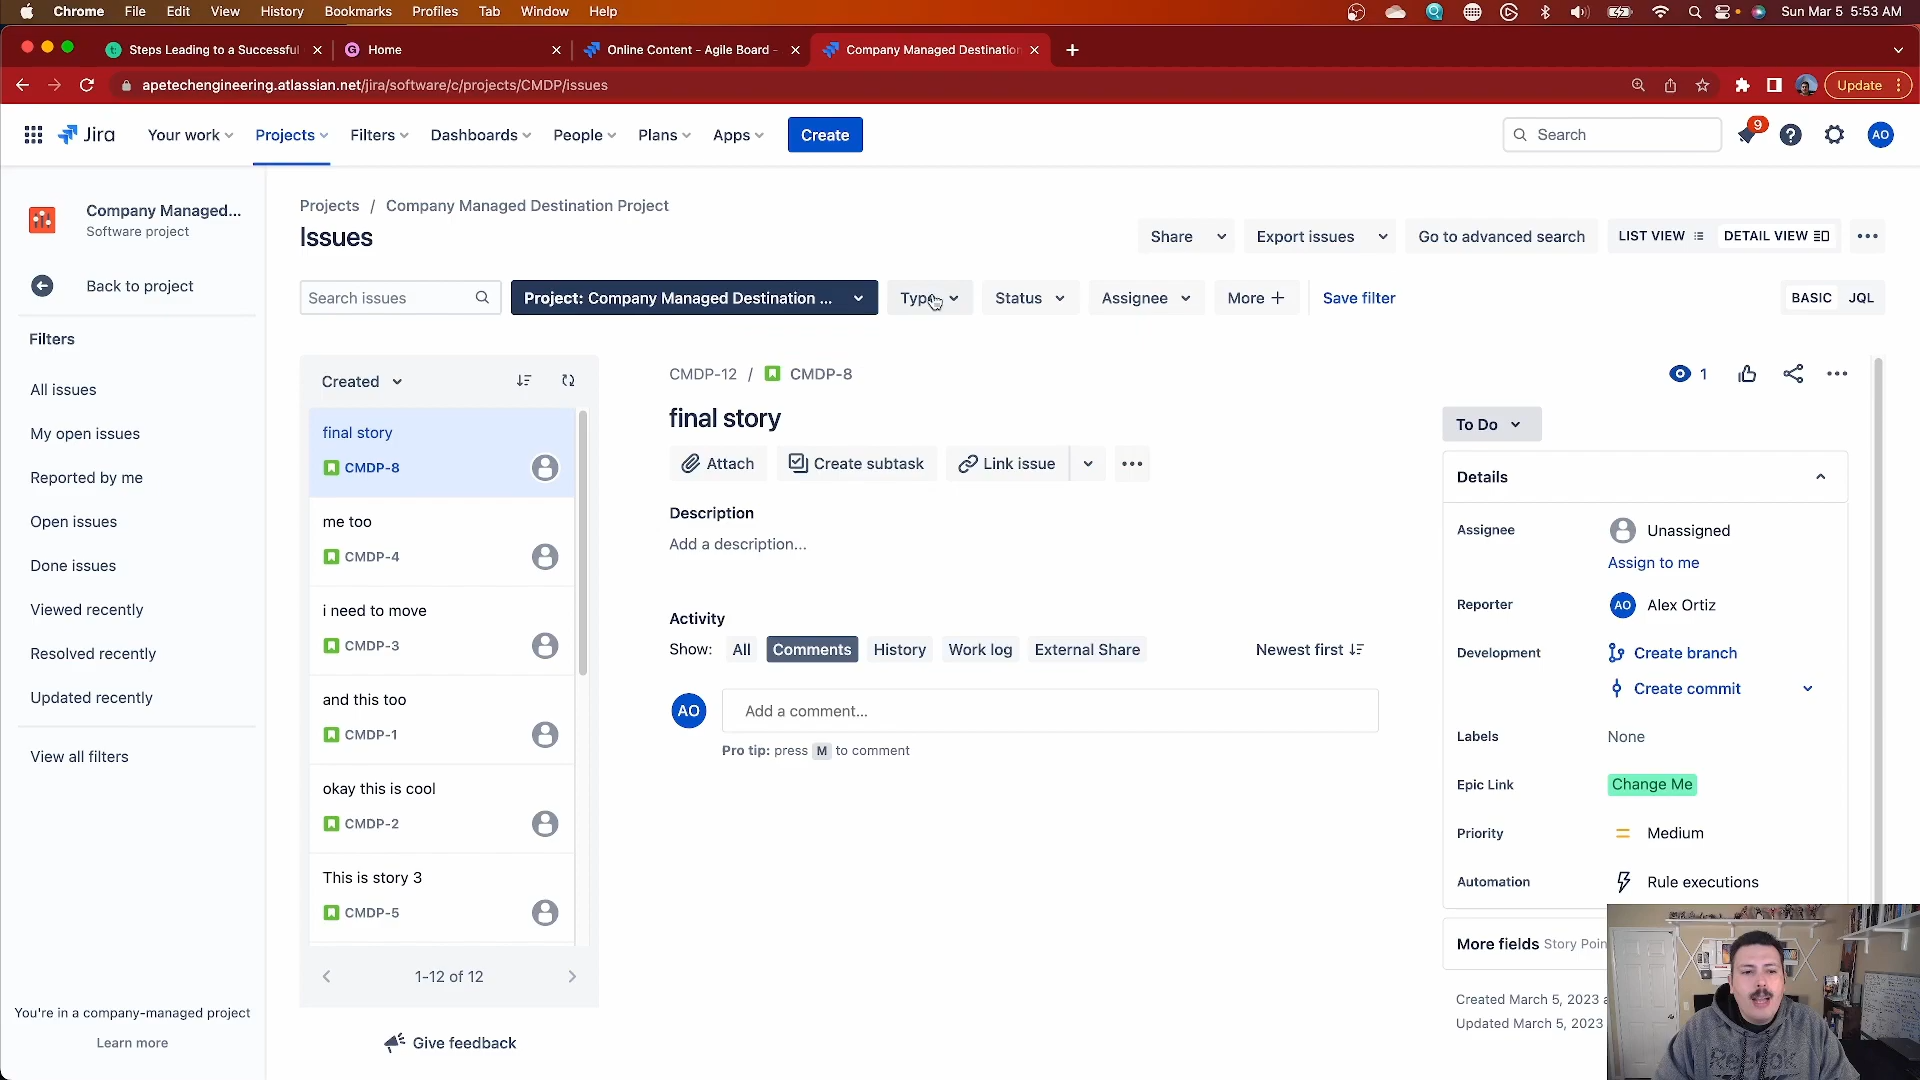 Chrome File Edit View History Bookmarks Profiles Tab Window Help Sun Mar 5 5:53 AM
Steps Leading to a Successful Home Online Content - Agile Board - Company Managed Destination
apetechengineering.atlassian.net/jira/software/c/projects/CMDP/issues Update
Jira Your work Projects Filters Dashboards People Plans Apps Create Search 9 AO
Company Managed...
Software project
Back to project
Filters
All issues
My open issues
Reported by me
Open issues
Done issues
Viewed recently
Resolved recently
Updated recently
View all filters
You're in a company-managed project
Learn more
Projects / Company Managed Destination Project
Issues
Share Export issues Go to advanced search LIST VIEW DETAIL VIEW
Search issues Project: Company Managed Destination ... Type Status Assignee More + Save filter BASIC JQL
Created
final story
CMDP-8
me too
CMDP-4
i need to move
CMDP-3
and this too
CMDP-1
okay this is cool
CMDP-2
This is story 3
CMDP-5
1-12 of 12
Give feedback
CMDP-12 / CMDP-8
1
final story
Attach Create subtask Link issue
Description
Add a description...
Activity
Show: All Comments History Work log External Share Newest first
AO Add a comment...
Pro tip: press M to comment
To Do
Details
Assignee Unassigned
Assign to me
Reporter AO Alex Ortiz
Development Create branch
Create commit
Labels None
Epic Link Change Me
Priority Medium
Automation Rule executions
More fields Story Poin
Created March 5, 2023 a
Updated March 5, 2023
Reebok